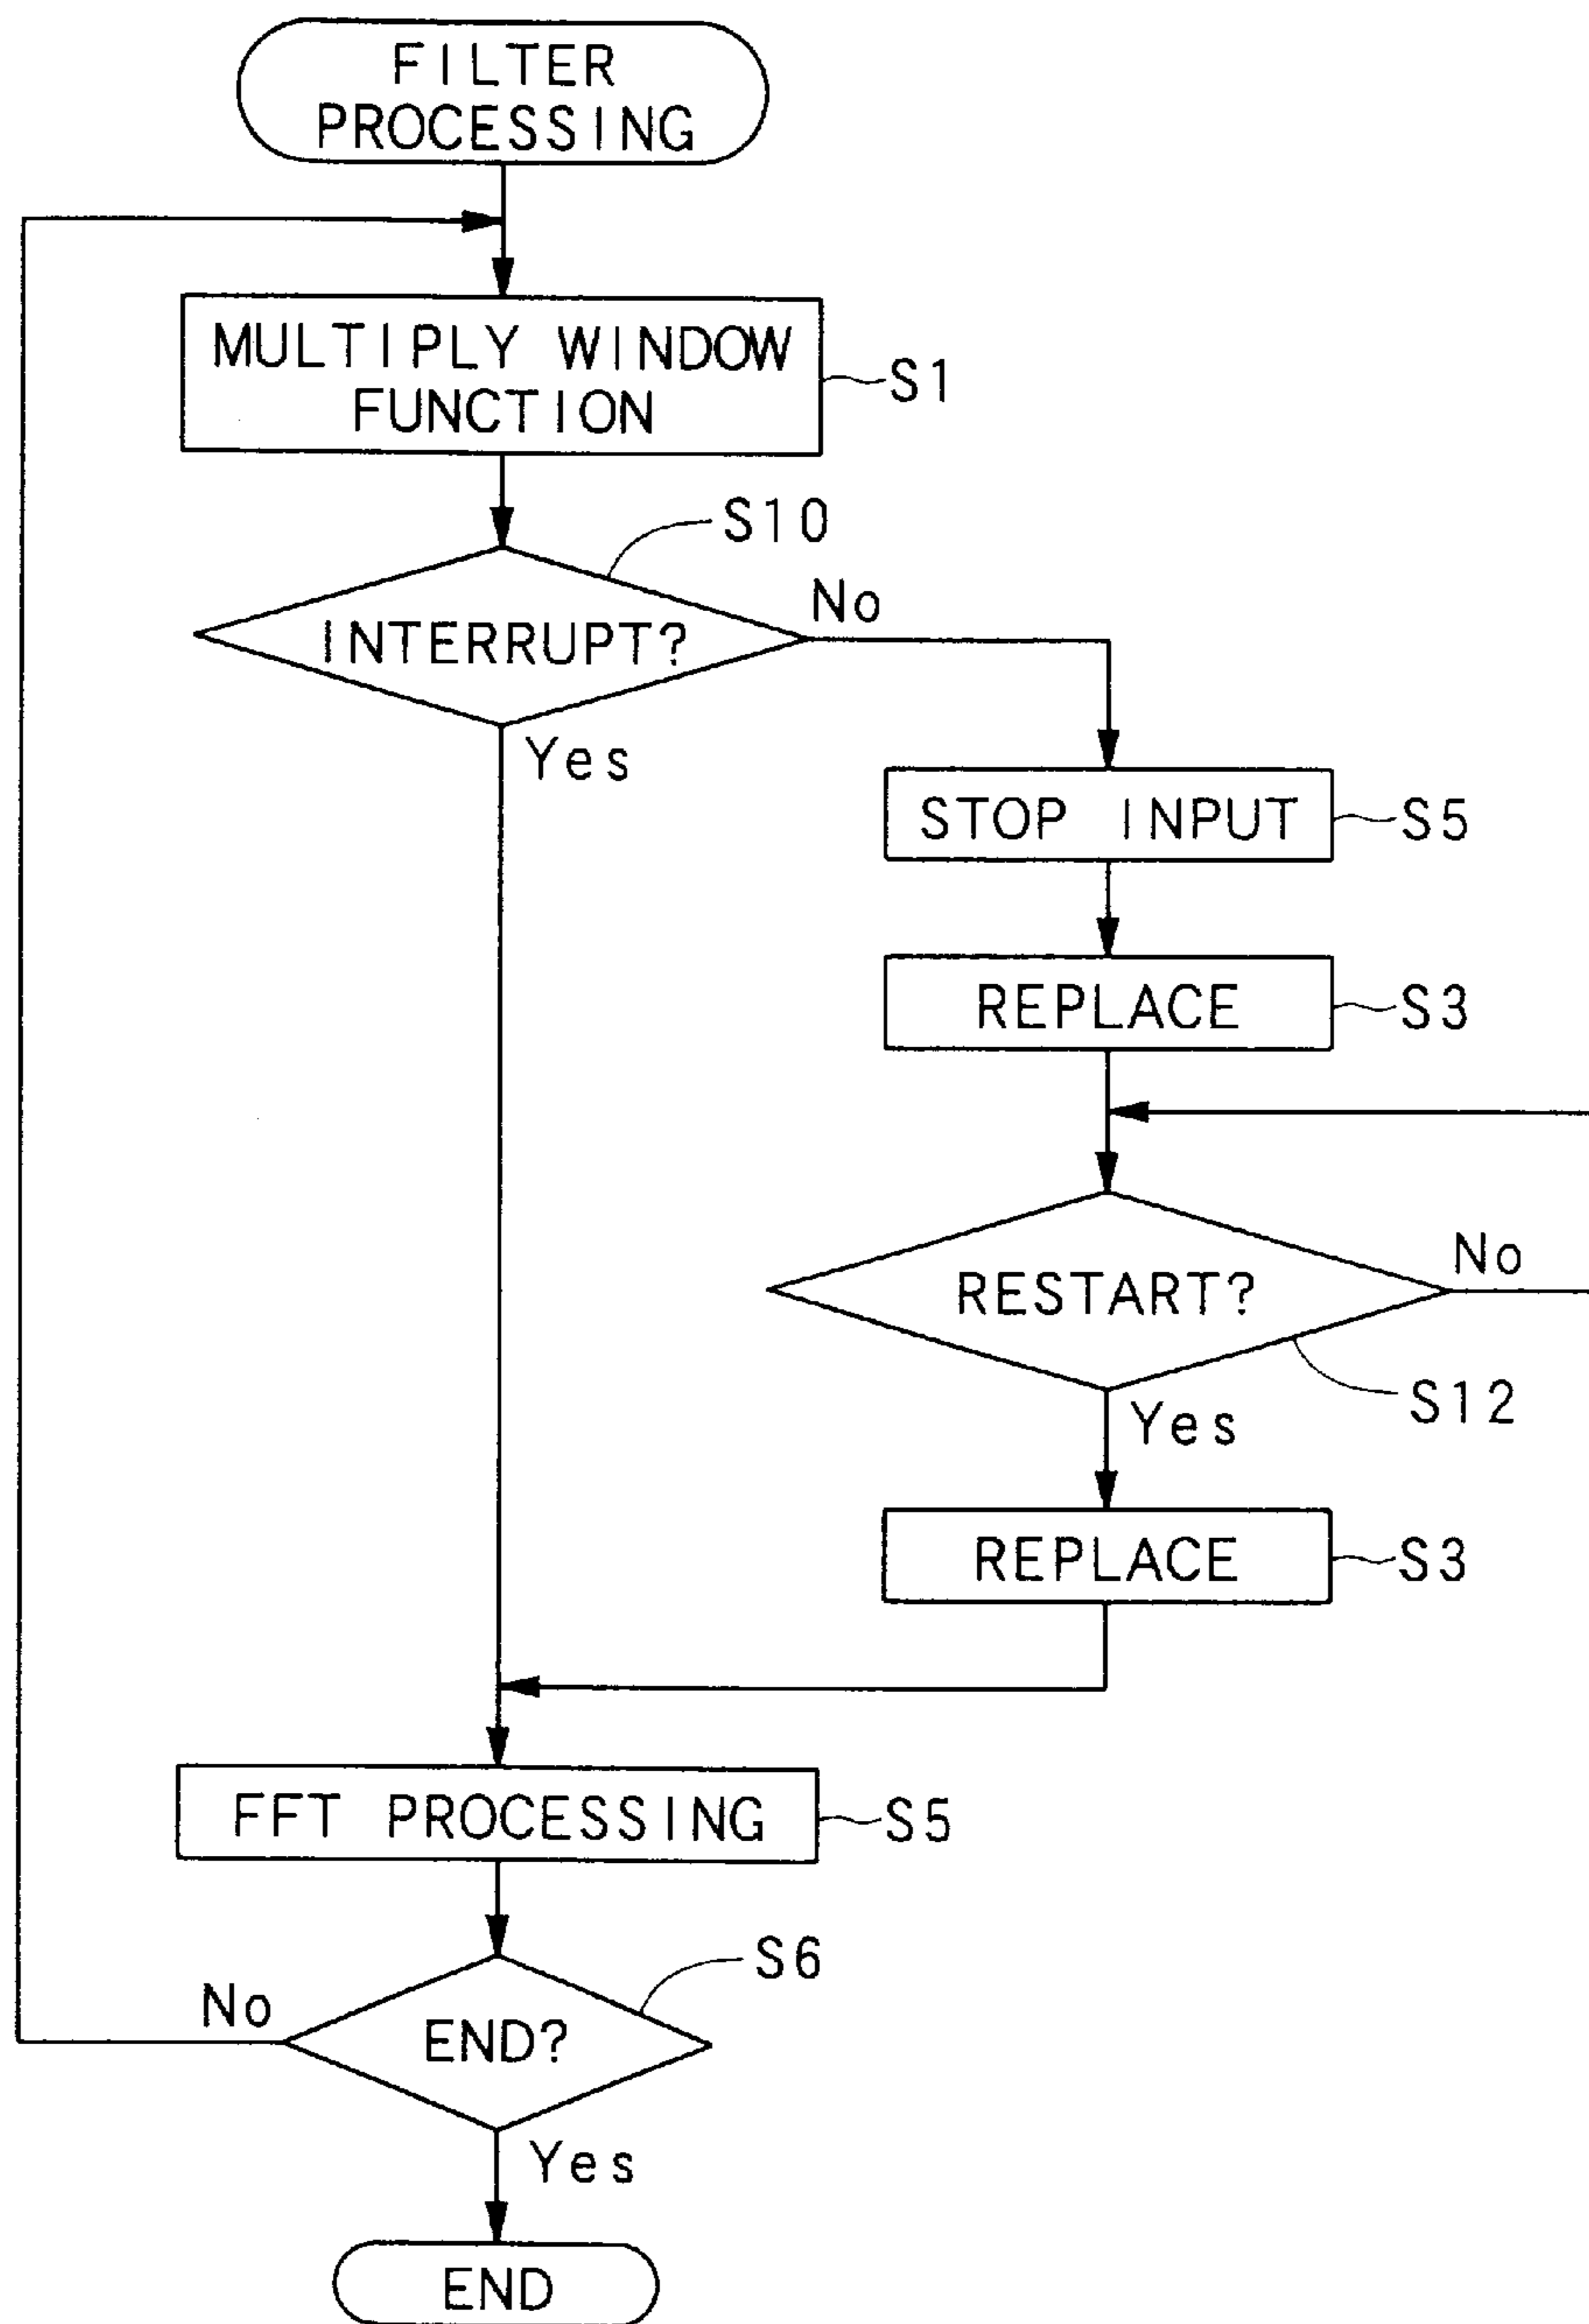 FILTER
PROCESSING
MULTIPLY WINDOW
FUNCTION
S1
S10
INTERRUPT?
No
Yes
STOP INPUT
S5
REPLACE
S3
RESTART?
No
S12
Yes
REPLACE
S3
FFT PROCESSING
S5
S6
No
END?
Yes
END